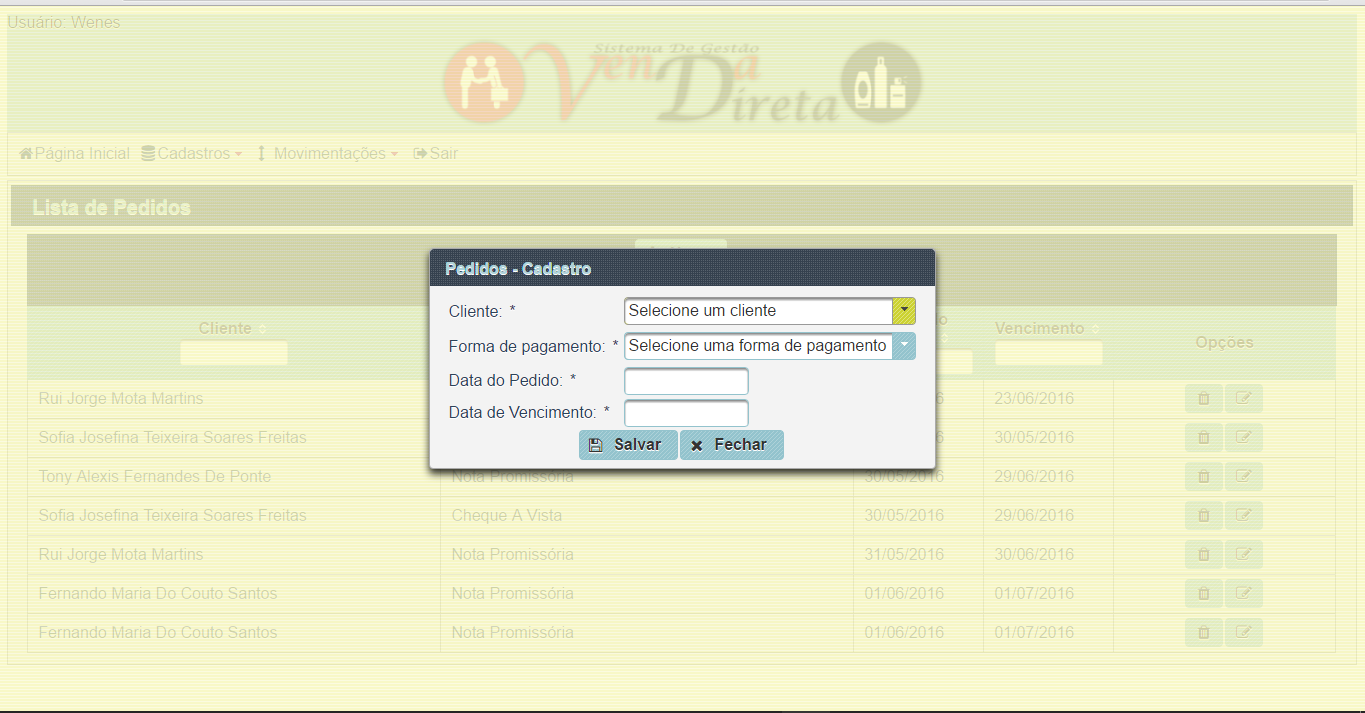 Usuário: Wenes
Sistema De Gestão
VenDa
Direta
Página Inicial Cadastros Movimentações Sair
Lista de Pedidos
Pedidos - Cadastro
Cliente: * Selecione um cliente
Forma de pagamento: * Selecione uma forma de pagamento
Data do Pedido: *
Data de Vencimento: *
Salvar Fechar
Cliente Vencimento Opções
Rui Jorge Mota Martins 23/06/2016
Sofia Josefina Teixeira Soares Freitas 30/05/2016
Tony Alexis Fernandes De Ponte Nota Promissória 30/05/2016 29/06/2016
Sofia Josefina Teixeira Soares Freitas Cheque A Vista 30/05/2016 29/06/2016
Rui Jorge Mota Martins Nota Promissória 31/05/2016 30/06/2016
Fernando Maria Do Couto Santos Nota Promissória 01/06/2016 01/07/2016
Fernando Maria Do Couto Santos Nota Promissória 01/06/2016 01/07/2016